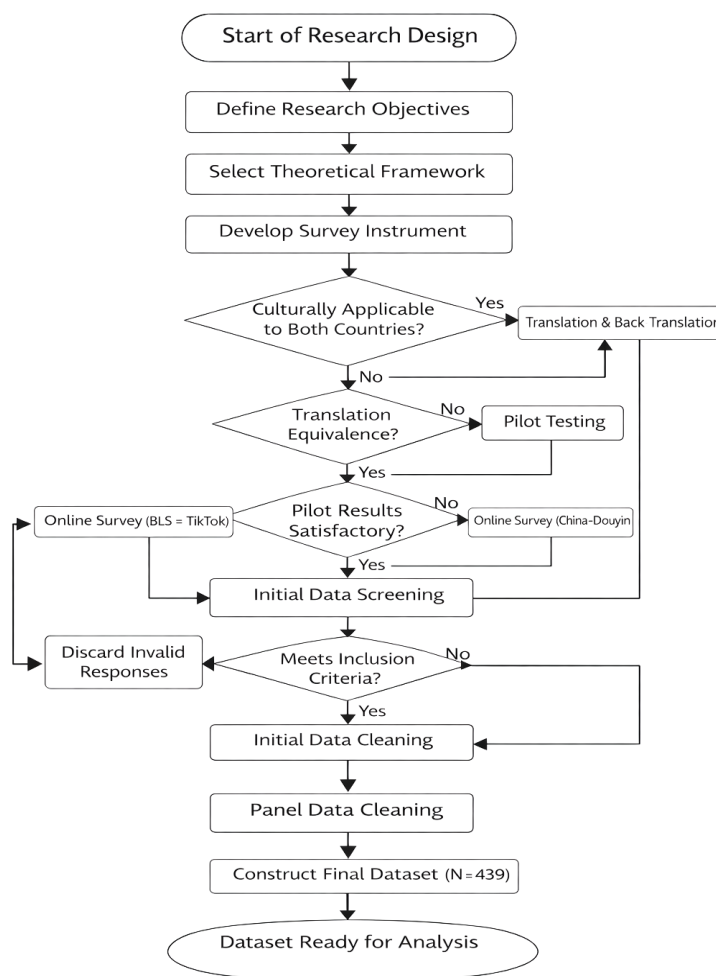 Start of Research Design
Define Research Objectives
Select Theoretical Framework
Develop Survey Instrument
Culturally Applicable
to Both Countries?
Yes
Translation & Back Translation
No
Translation
Equivalence?
No
Pilot Testing
Yes
Online Survey (BLS = TikTok)
Pilot Results
Satisfactory?
No
Online Survey (China–Douyin
Yes
Initial Data Screening
Discard Invalid
Responses
Meets Inclusion
Criteria?
No
Yes
Initial Data Cleaning
Panel Data Cleaning
Construct Final Dataset (N = 439)
Dataset Ready for Analysis